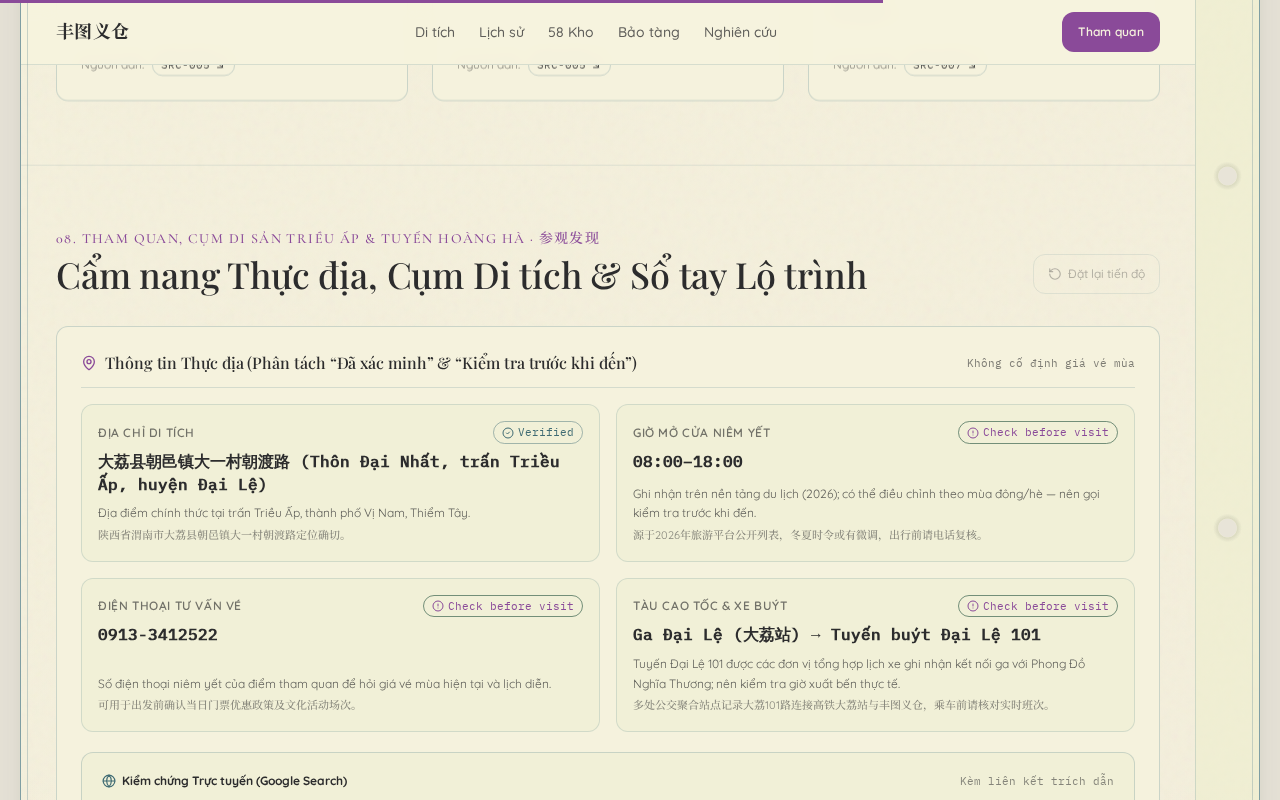 丰图义仓
Di tích
Lịch sử
58 Kho
Bảo tàng
Nghiên cứu
Tham quan
08. THAM QUAN, CỤM DI SẢN TRIỀU ẤP & TUYẾN HOÀNG HÀ · 参观发现
Cẩm nang Thực địa, Cụm Di tích & Sổ tay Lộ trình
Đặt lại tiến độ
Thông tin Thực địa (Phân tách “Đã xác minh” & “Kiểm tra trước khi đến”)
Không cố định giá vé mùa
ĐỊA CHỈ DI TÍCH
Verified
大荔县朝邑镇大一村朝渡路 (Thôn Đại Nhất, trấn Triều
Ấp, huyện Đại Lệ)
Địa điểm chính thức tại trấn Triều Ấp, thành phố Vị Nam, Thiểm Tây.
陕西省渭南市大荔县朝邑镇大一村朝渡路定位确切。
GIỜ MỞ CỬA NIÊM YẾT
Check before visit
08:00–18:00
Ghi nhận trên nền tảng du lịch (2026); có thể điều chỉnh theo mùa đông/hè — nên gọi
kiểm tra trước khi đến.
源于2026年旅游平台公开列表，冬夏时令或有微调，出行前请电话复核。
ĐIỆN THOẠI TƯ VẤN VÉ
Check before visit
0913-3412522
Số điện thoại niêm yết của điểm tham quan để hỏi giá vé mùa hiện tại và lịch diễn.
可用于出发前确认当日门票优惠政策及文化活动场次。
TÀU CAO TỐC & XE BUÝT
Check before visit
Ga Đại Lệ (大荔站) → Tuyến buýt Đại Lệ 101
Tuyến Đại Lệ 101 được các đơn vị tổng hợp lịch xe ghi nhận kết nối ga với Phong Đồ
Nghĩa Thương; nên kiểm tra giờ xuất bến thực tế.
多处公交聚合站点记录大荔101路连接高铁大荔站与丰图义仓，乘车前请核对实时班次。
Kiểm chứng Trực tuyến (Google Search)
Kèm liên kết trích dẫn